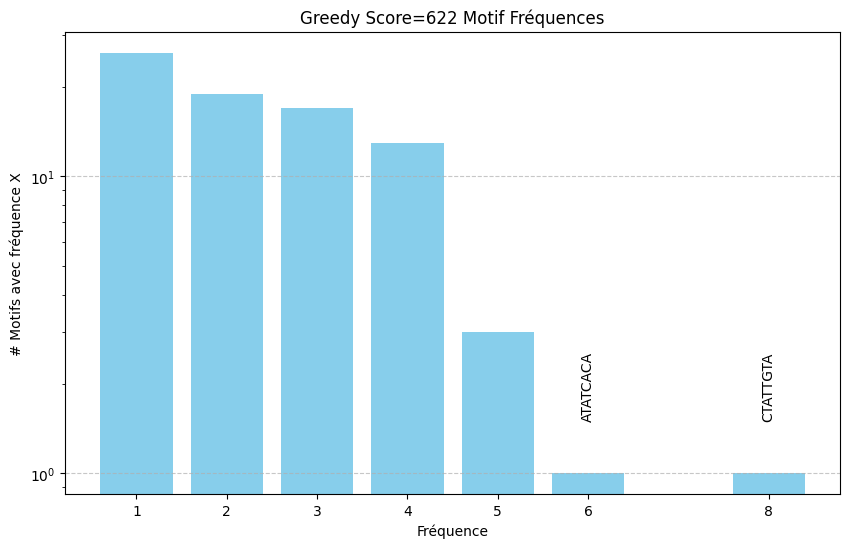 Greedy Score=622 Motif Fréquences
# Motifs avec fréquence X
10¹
10⁰
ATATCACA
CTATTGTA
1 2 3 4 5 6 8
Fréquence